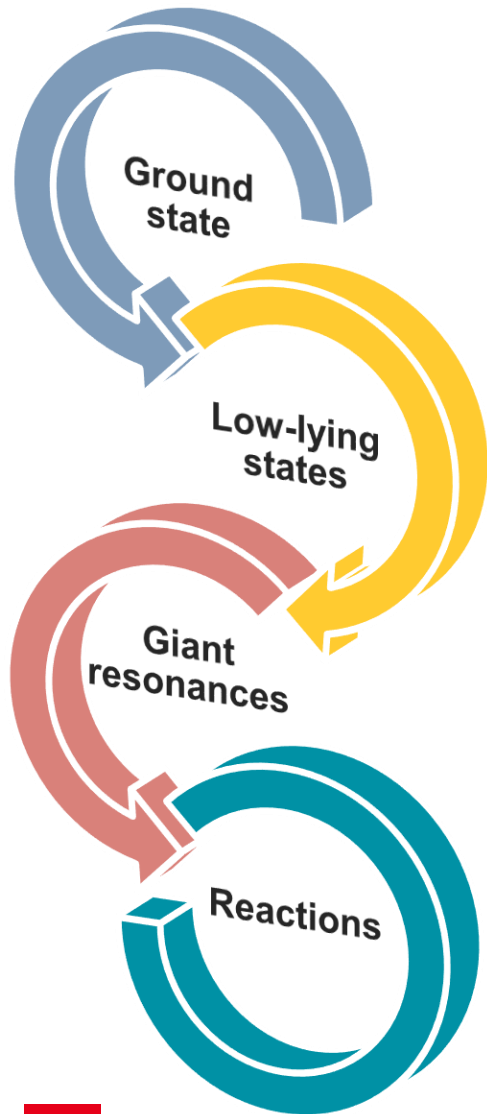 Ground
state
Low-lying
states
Giant
resonances
Reactions